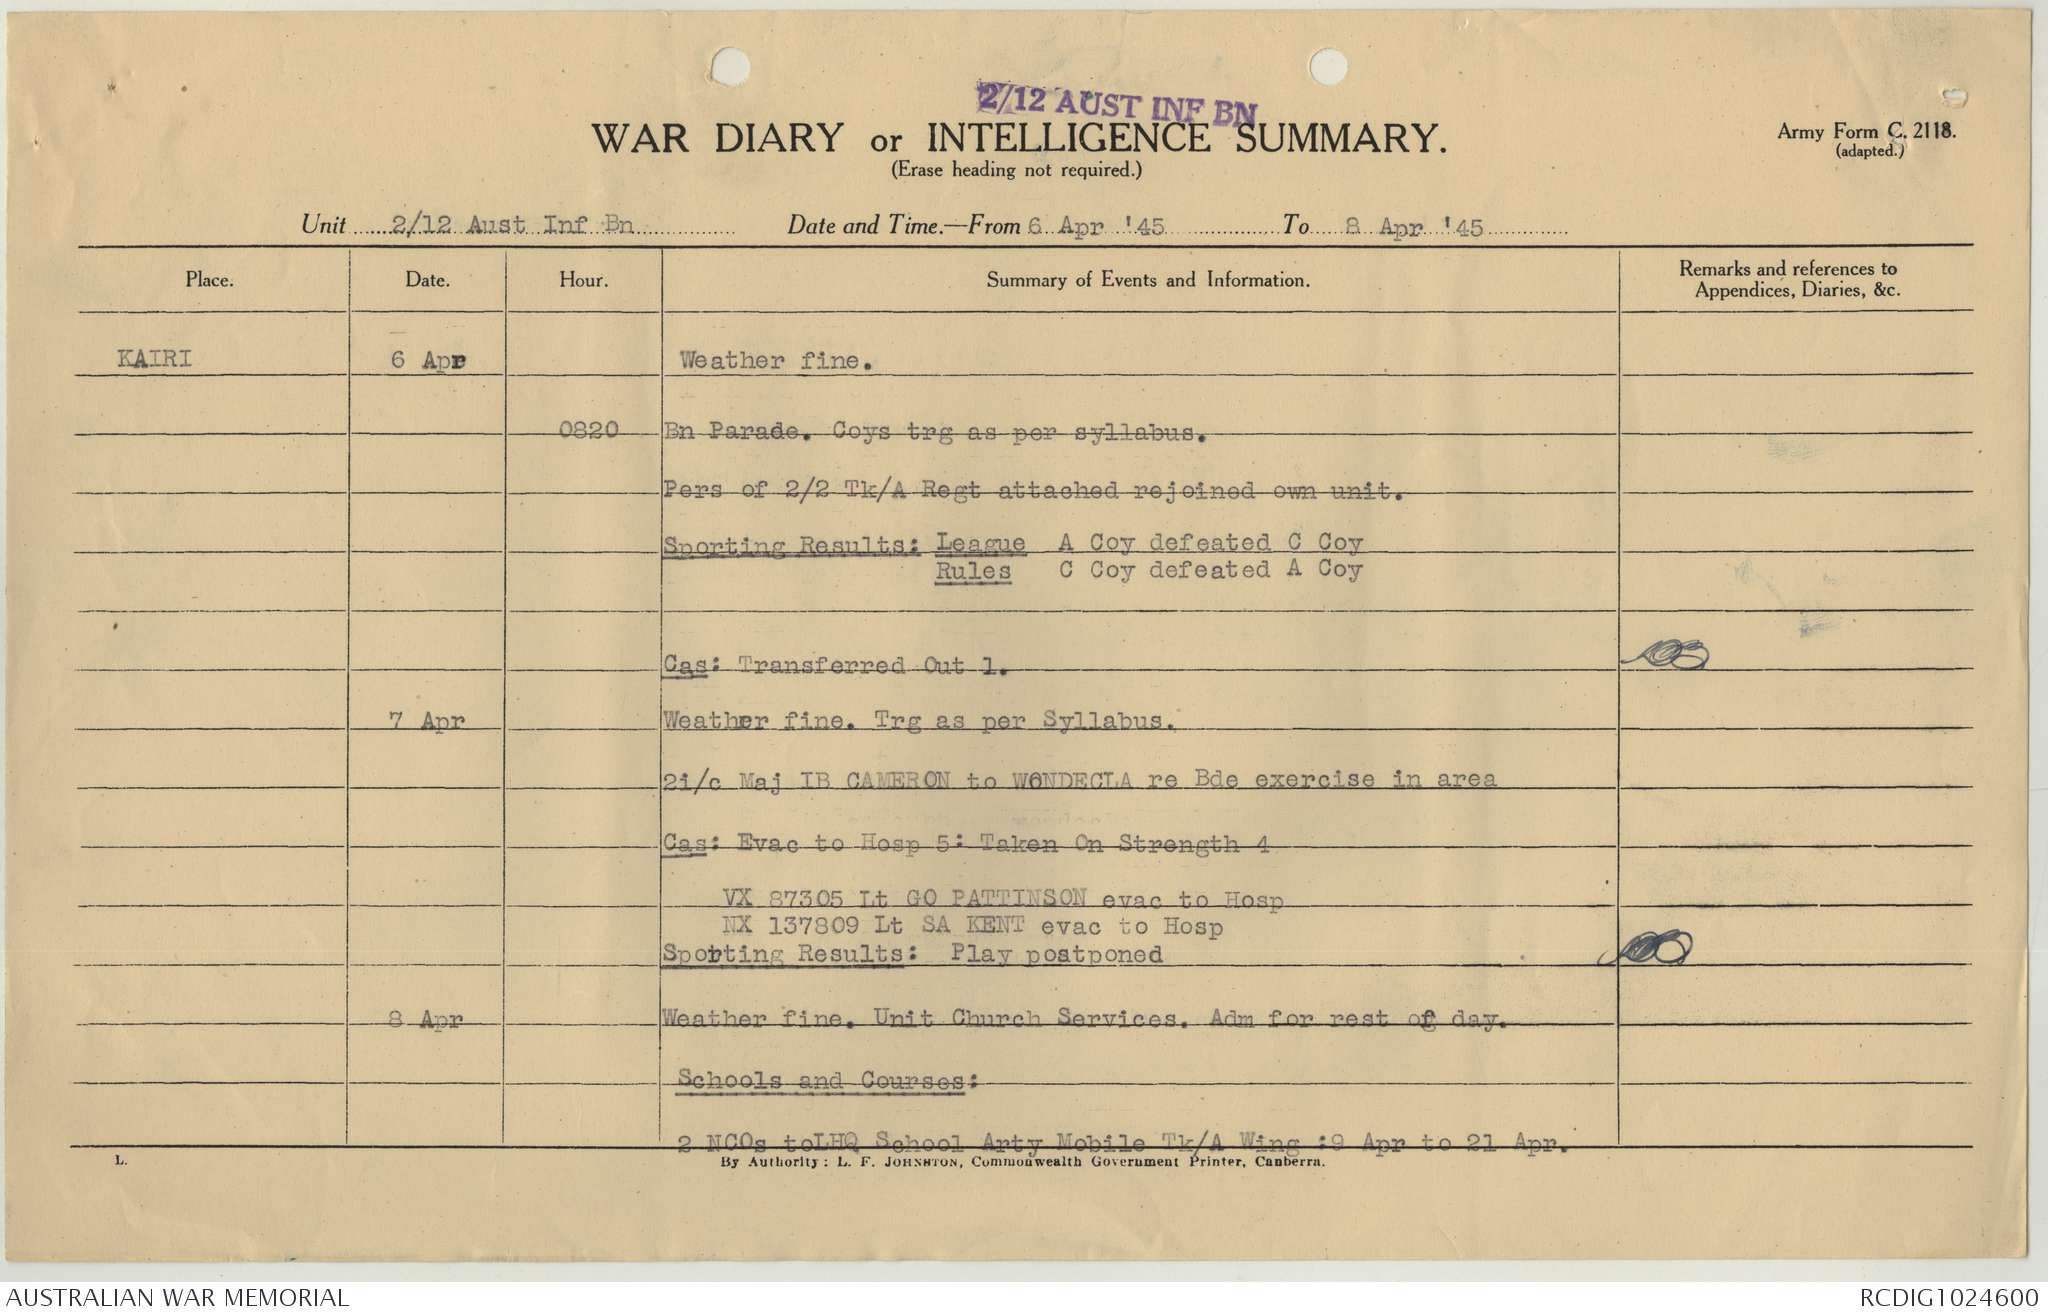 2/12 AUST INF BN
WAR DIARY or INTELLIGENCE SUMMARY.
Army Form C. 2118.
(adapted.)
(Erase heading not required.)
Unit 2/12 Aust Inf Bn Date and Time.—From 6 Apr '45 To 8 Apr '45
Place. Date. Hour. Summary of Events and Information. Remarks and references to
Appendices, Diaries, &c.
KAIRI 6 Apr Weather fine.
0820 Bn Parade. Coys trg as per syllabus.
Pers of 2/2 Tk/A Regt attached rejoined own unit.
Sporting Results: League A Coy defeated C Coy
Rules C Coy defeated A Coy
Cas: Transferred Out 1.
7 Apr Weather fine. Trg as per Syllabus.
2i/c Maj IB CAMERON to WONDECLA re Bde exercise in area
Cas: Evac to Hosp 5: Taken On Strength 4
VX 87305 Lt GO PATTINSON evac to Hosp
NX 137809 Lt SA KENT evac to Hosp
Sporting Results: Play postponed
8 Apr Weather fine. Unit Church Services. Adm for rest of day.
Schools and Courses:
2 NCOs toLHQ School Arty Mobile Tk/A Wing :9 Apr to 21 Apr.
L.
By Authority: L. F. JOHNSTON, Commonwealth Government Printer, Canberra.
AUSTRALIAN WAR MEMORIAL
RCDIG1024600